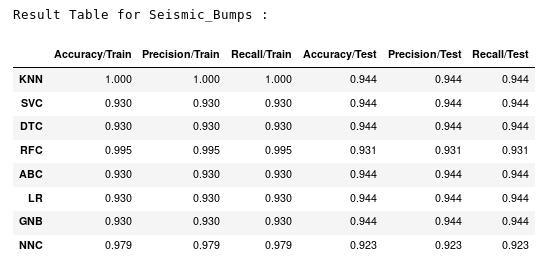 Result Table for Seismic_Bumps :
Accuracy/Train Precision/Train Recall/Train Accuracy/Test Precision/Test Recall/Test
KNN 1.000 1.000 1.000 0.944 0.944 0.944
SVC 0.930 0.930 0.930 0.944 0.944 0.944
DTC 0.930 0.930 0.930 0.944 0.944 0.944
RFC 0.995 0.995 0.995 0.931 0.931 0.931
ABC 0.930 0.930 0.930 0.944 0.944 0.944
LR 0.930 0.930 0.930 0.944 0.944 0.944
GNB 0.930 0.930 0.930 0.944 0.944 0.944
NNC 0.979 0.979 0.979 0.923 0.923 0.923